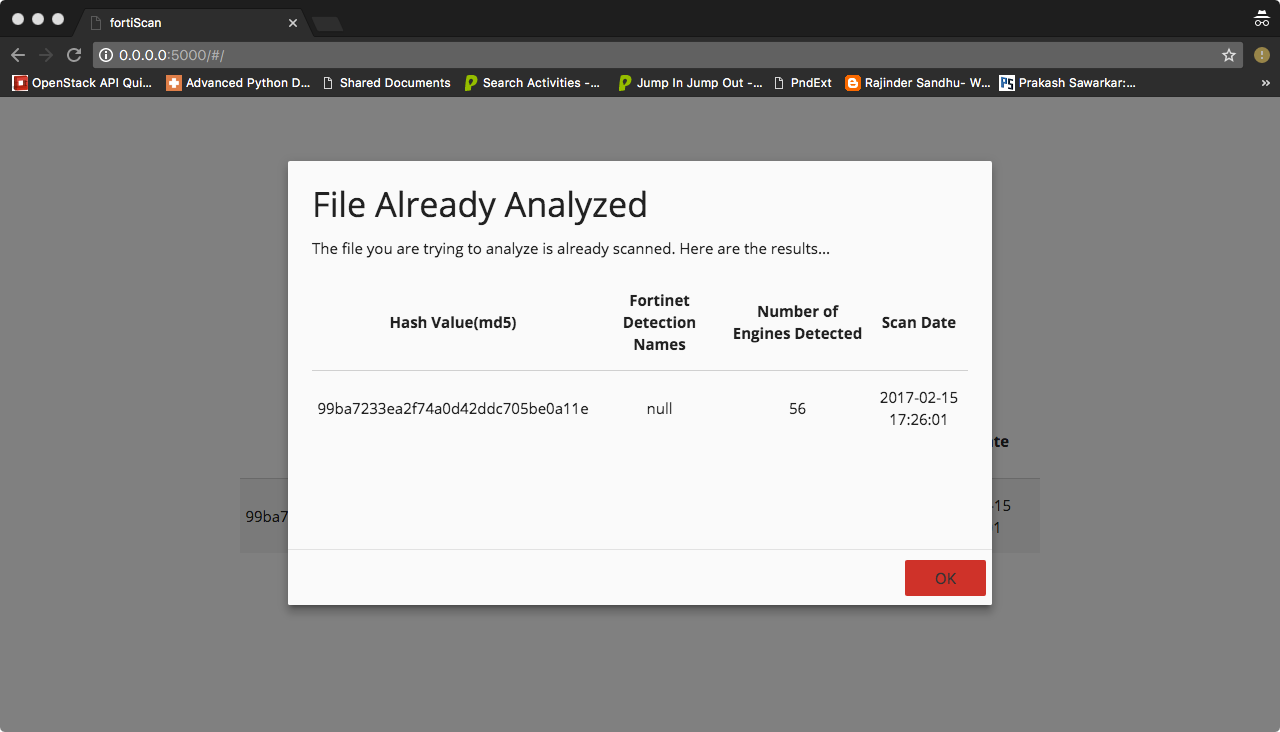 fortiScan
0.0.0.0:5000/#/
OpenStack API Qui... Advanced Python D... Shared Documents Search Activities -... Jump In Jump Out -... PndExt Rajinder Sandhu- W... Prakash Sawarkar:... »
File Already Analyzed
The file you are trying to analyze is already scanned. Here are the results...
Hash Value(md5)
Fortinet
Detection
Names
Number of
Engines Detected
Scan Date
99ba7233ea2f74a0d42ddc705be0a11e
null
56
2017-02-15
17:26:01
te
99ba7
-15
1
OK